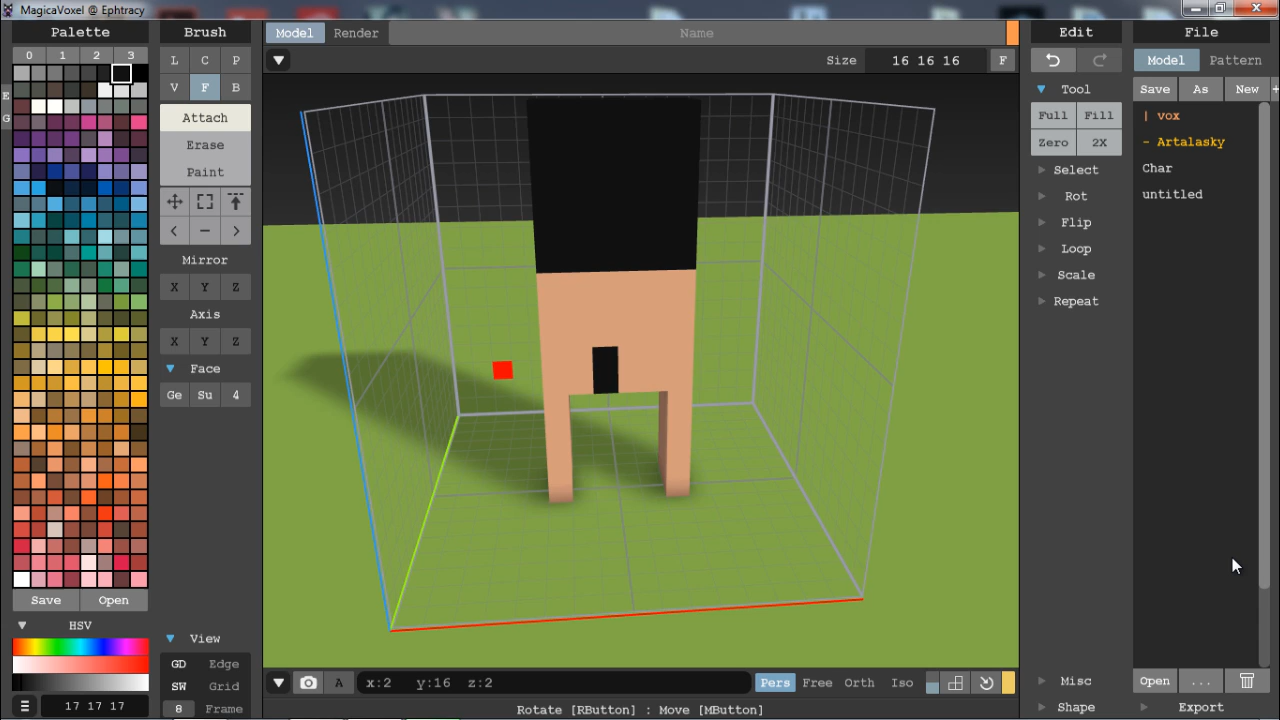 MagicaVoxel @ Ephtracy
Palette
0 1 2 3
E
G
Save Open
HSV
17 17 17
Brush
L C P
V F B
Attach
Erase
Paint
< − >
Mirror
X Y Z
Axis
X Y Z
Face
Ge Su 4
View
GD Edge
SW Grid
8 Frame
Model Render Name
Size 16 16 16 F
A x:2 y:16 z:2 Pers Free Orth Iso
Rotate [RButton] : Move [MButton]
Edit
Tool
Full Fill
Zero 2X
Select
Rot
Flip
Loop
Scale
Repeat
Misc
Shape
File
Model Pattern
Save As New +
| vox
- Artalasky
Char
untitled
Open ...
Export